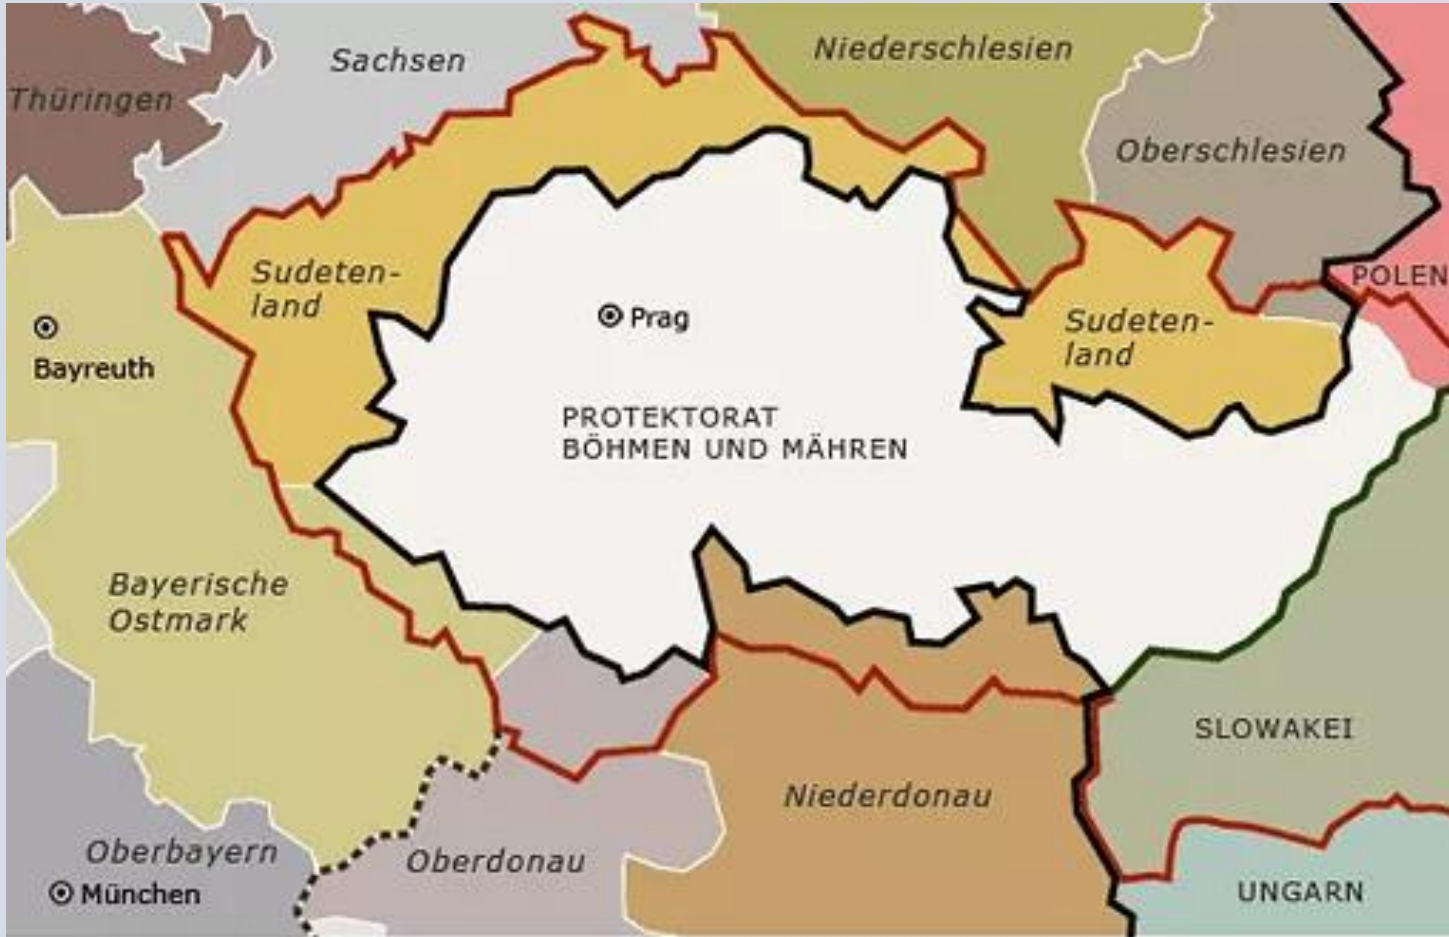 Sachsen
Niederschlesien
Thüringen
Oberschlesien
Sudeten-
land
POLEN
Prag
Sudeten-
land
Bayreuth
PROTEKTORAT
BÖHMEN UND MÄHREN
Bayerische
Ostmark
SLOWAKEI
Niederdonau
Oberbayern
Oberdonau
München
UNGARN